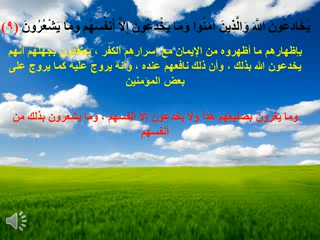 يُخَادِعُونَ اللَّهَ وَالَّذِينَ آمَنُوا وَمَا يَخْدَعُونَ إِلاَّ أَنْفُسَهُم وَمَا يَشْعُرُونَ (٩)
بإظهارهم ما أظهروه من الإيمان مع إسرارهم الكفر ، يعتقدون بجهلهم أنهم
يخدعون الله بذلك ، وأن ذلك نافعهم عنده ، وأنه يروج عليه كما يروج على
بعض المؤمنين
وما يغرون بصنيعهم هذا ولا يخدعون إلا أنفسهم ، وما يشعرون بذلك من
أنفسهم